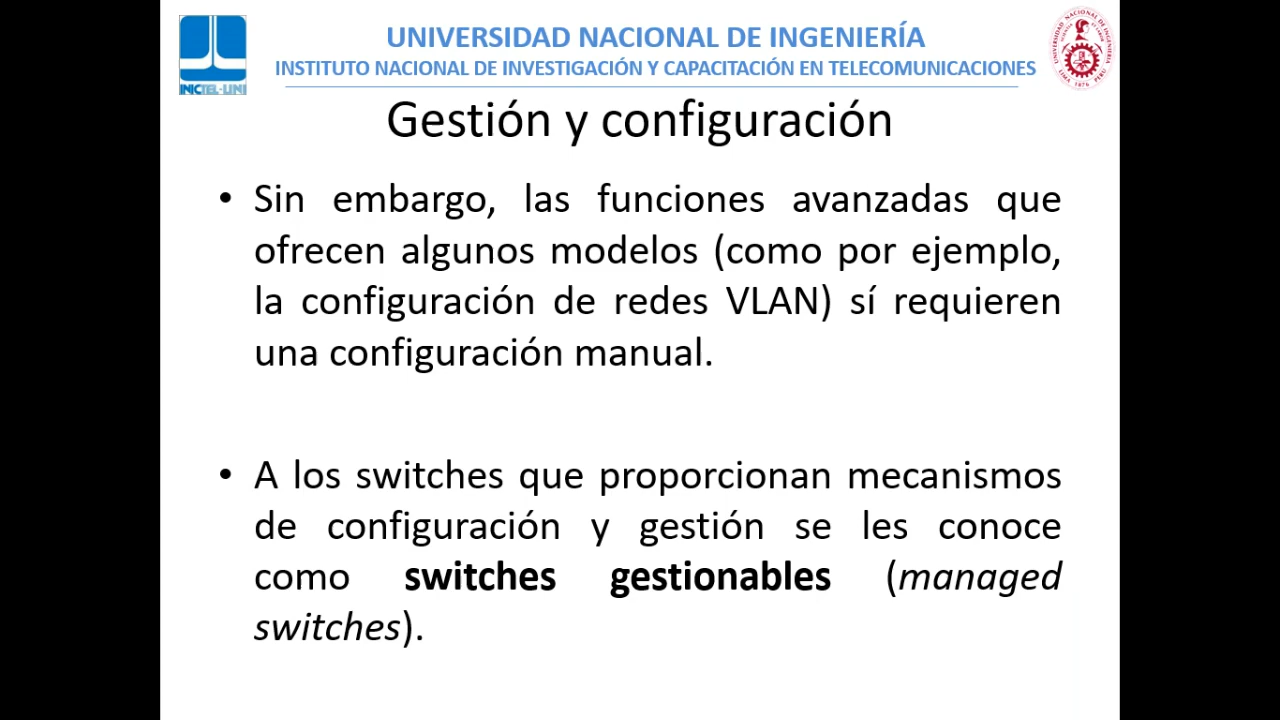 UNIVERSIDAD NACIONAL DE INGENIERÍA
INSTITUTO NACIONAL DE INVESTIGACIÓN Y CAPACITACIÓN EN TELECOMUNICACIONES
INICTEL-UNI
Gestión y configuración
• Sin embargo, las funciones avanzadas que
ofrecen algunos modelos (como por ejemplo,
la configuración de redes VLAN) sí requieren
una configuración manual.
• A los switches que proporcionan mecanismos
de configuración y gestión se les conoce
como switches gestionables (managed
switches).